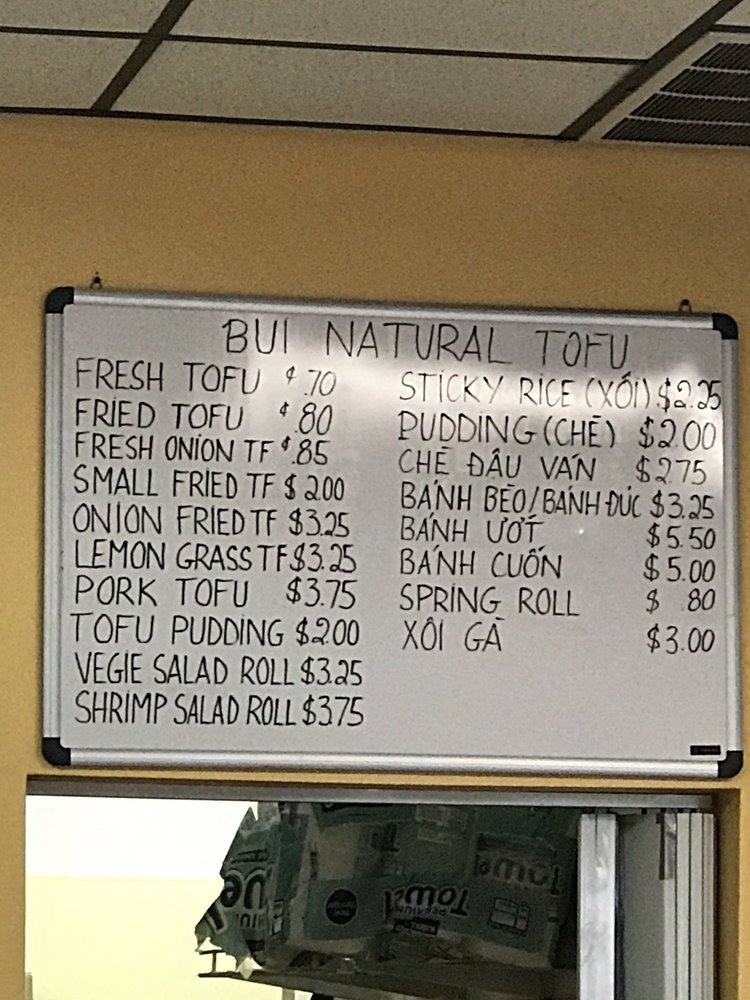 BUI NATURAL TOFU
FRESH TOFU $.70
FRIED TOFU $.80
FRESH ONION TF $.85
SMALL FRIED TF $2.00
ONION FRIED TF $3.25
LEMON GRASS TF $3.25
PORK TOFU $3.75
TOFU PUDDING $2.00
VEGIE SALAD ROLL $3.25
SHRIMP SALAD ROLL $3.75
STICKY RICE (XÔI) $2.25
PUDDING (CHÈ) $2.00
CHÈ ĐẬU VÁN $2.75
BÁNH BÈO/BÁNH ĐÚC $3.25
BÁNH ƯỚT $5.50
BÁNH CUỐN $5.00
SPRING ROLL $ .80
XÔI GÀ $3.00
Towel
PREMIUM
Towel